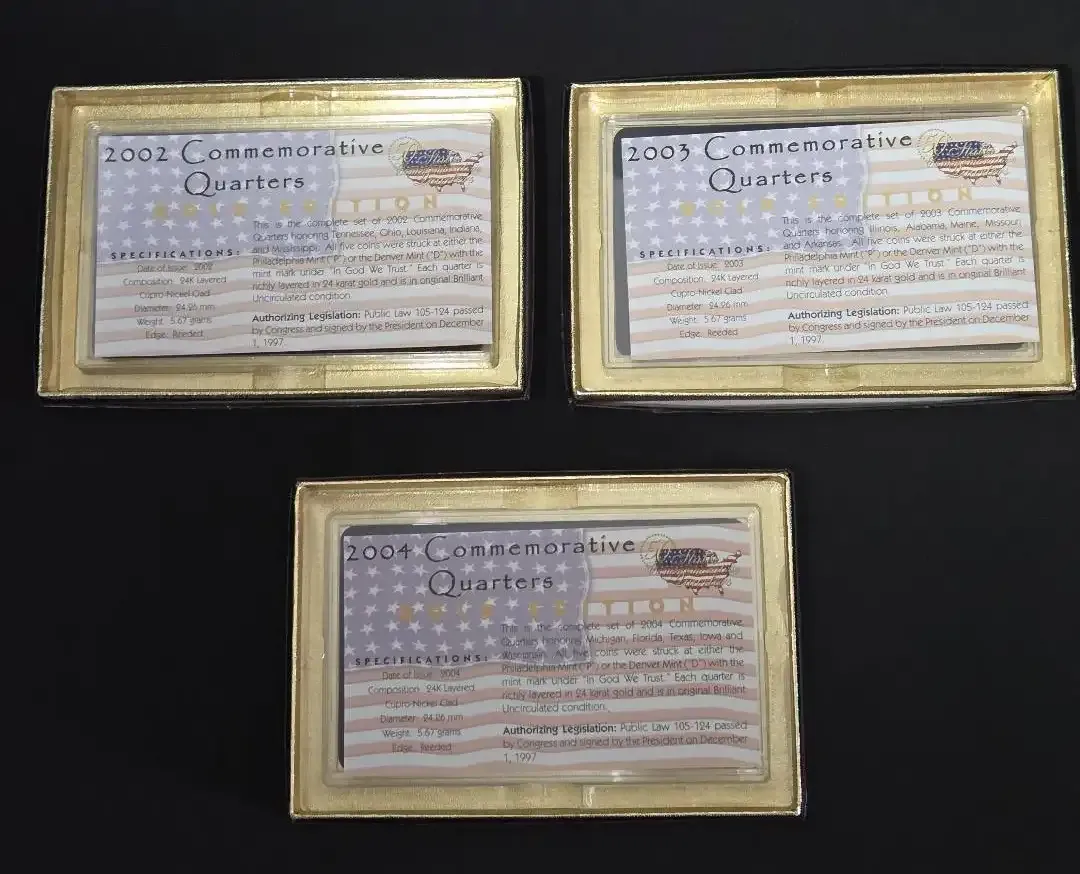 2002 Commemorative
Quarters
GOLD EDITION
This is the complete set of 2002 Commemorative
Quarters honoring Tennessee, Ohio, Louisiana, Indiana,
and Mississippi. All five coins were struck at either the
Philadelphia Mint ("P") or the Denver Mint ("D") with the
mint mark under "In God We Trust." Each quarter is
richly layered in 24 karat gold and is in original Brilliant
Uncirculated condition.
Authorizing Legislation: Public Law 105-124 passed
by Congress and signed by the President on December
1, 1997.
SPECIFICATIONS:
Date of Issue: 2002
Composition: 24K Layered
Cupro-Nickel Clad
Diameter: 24.26 mm
Weight: 5.67 grams
Edge: Reeded
2003 Commemorative
Quarters
GOLD EDITION
This is the complete set of 2003 Commemorative
Quarters honoring Illinois, Alabama, Maine, Missouri
and Arkansas. All five coins were struck at either the
Philadelphia Mint ("P") or the Denver Mint ("D") with the
mint mark under "In God We Trust." Each quarter is
richly layered in 24 karat gold and is in original Brilliant
Uncirculated condition.
Authorizing Legislation: Public Law 105-124 passed
by Congress and signed by the President on December
1, 1997.
SPECIFICATIONS:
Date of Issue: 2003
Composition: 24K Layered
Cupro-Nickel Clad
Diameter: 24.26 mm
Weight: 5.67 grams
Edge: Reeded
2004 Commemorative
Quarters
GOLD EDITION
This is the complete set of 2004 Commemorative
Quarters honoring Michigan, Florida, Texas, Iowa and
Wisconsin. All five coins were struck at either the
Philadelphia Mint ("P") or the Denver Mint ("D") with the
mint mark under "In God We Trust." Each quarter is
richly layered in 24 karat gold and is in original Brilliant
Uncirculated condition.
Authorizing Legislation: Public Law 105-124 passed
by Congress and signed by the President on December
1, 1997
SPECIFICATIONS:
Date of Issue: 2004
Composition: 24K Layered
Cupro-Nickel Clad
Diameter: 24.26 mm
Weight: 5.67 grams
Edge: Reeded